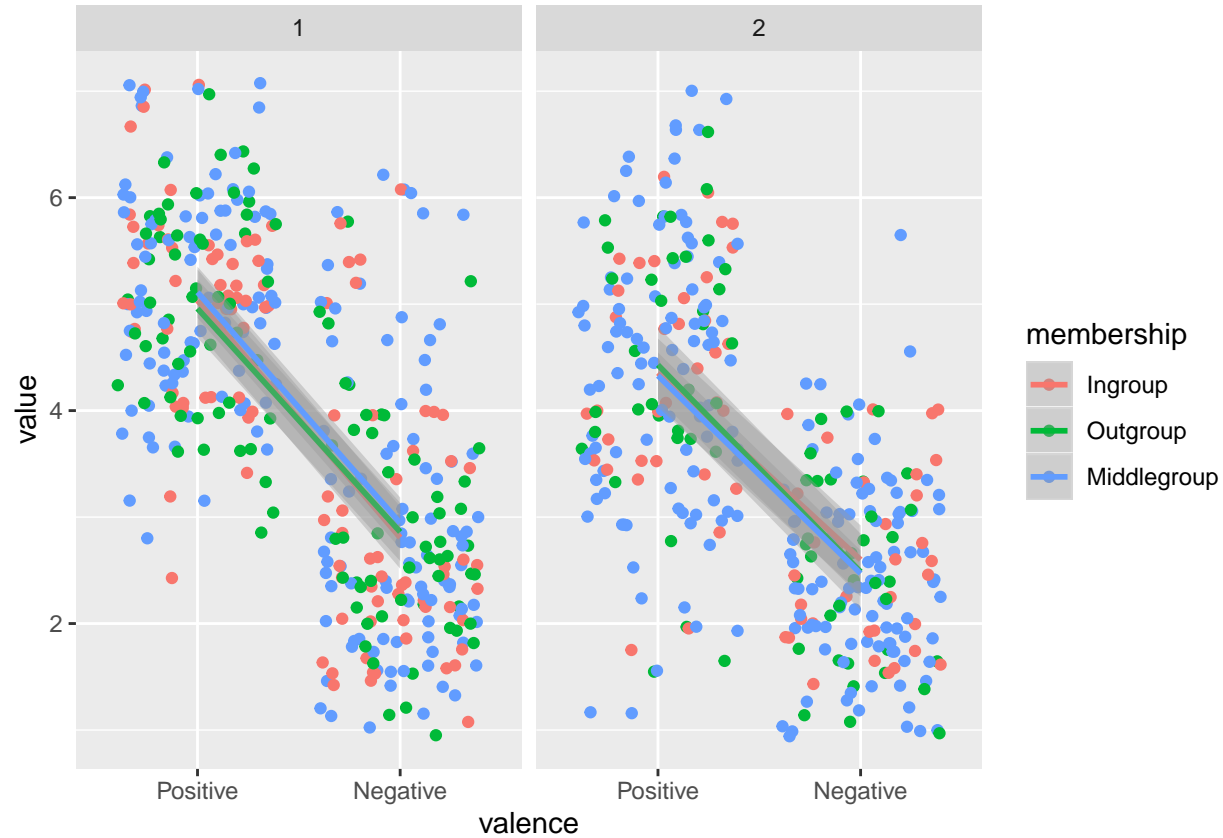 1
2
value
6
4
2
Positive
Negative
Positive
Negative
valence
membership
Ingroup
Outgroup
Middlegroup